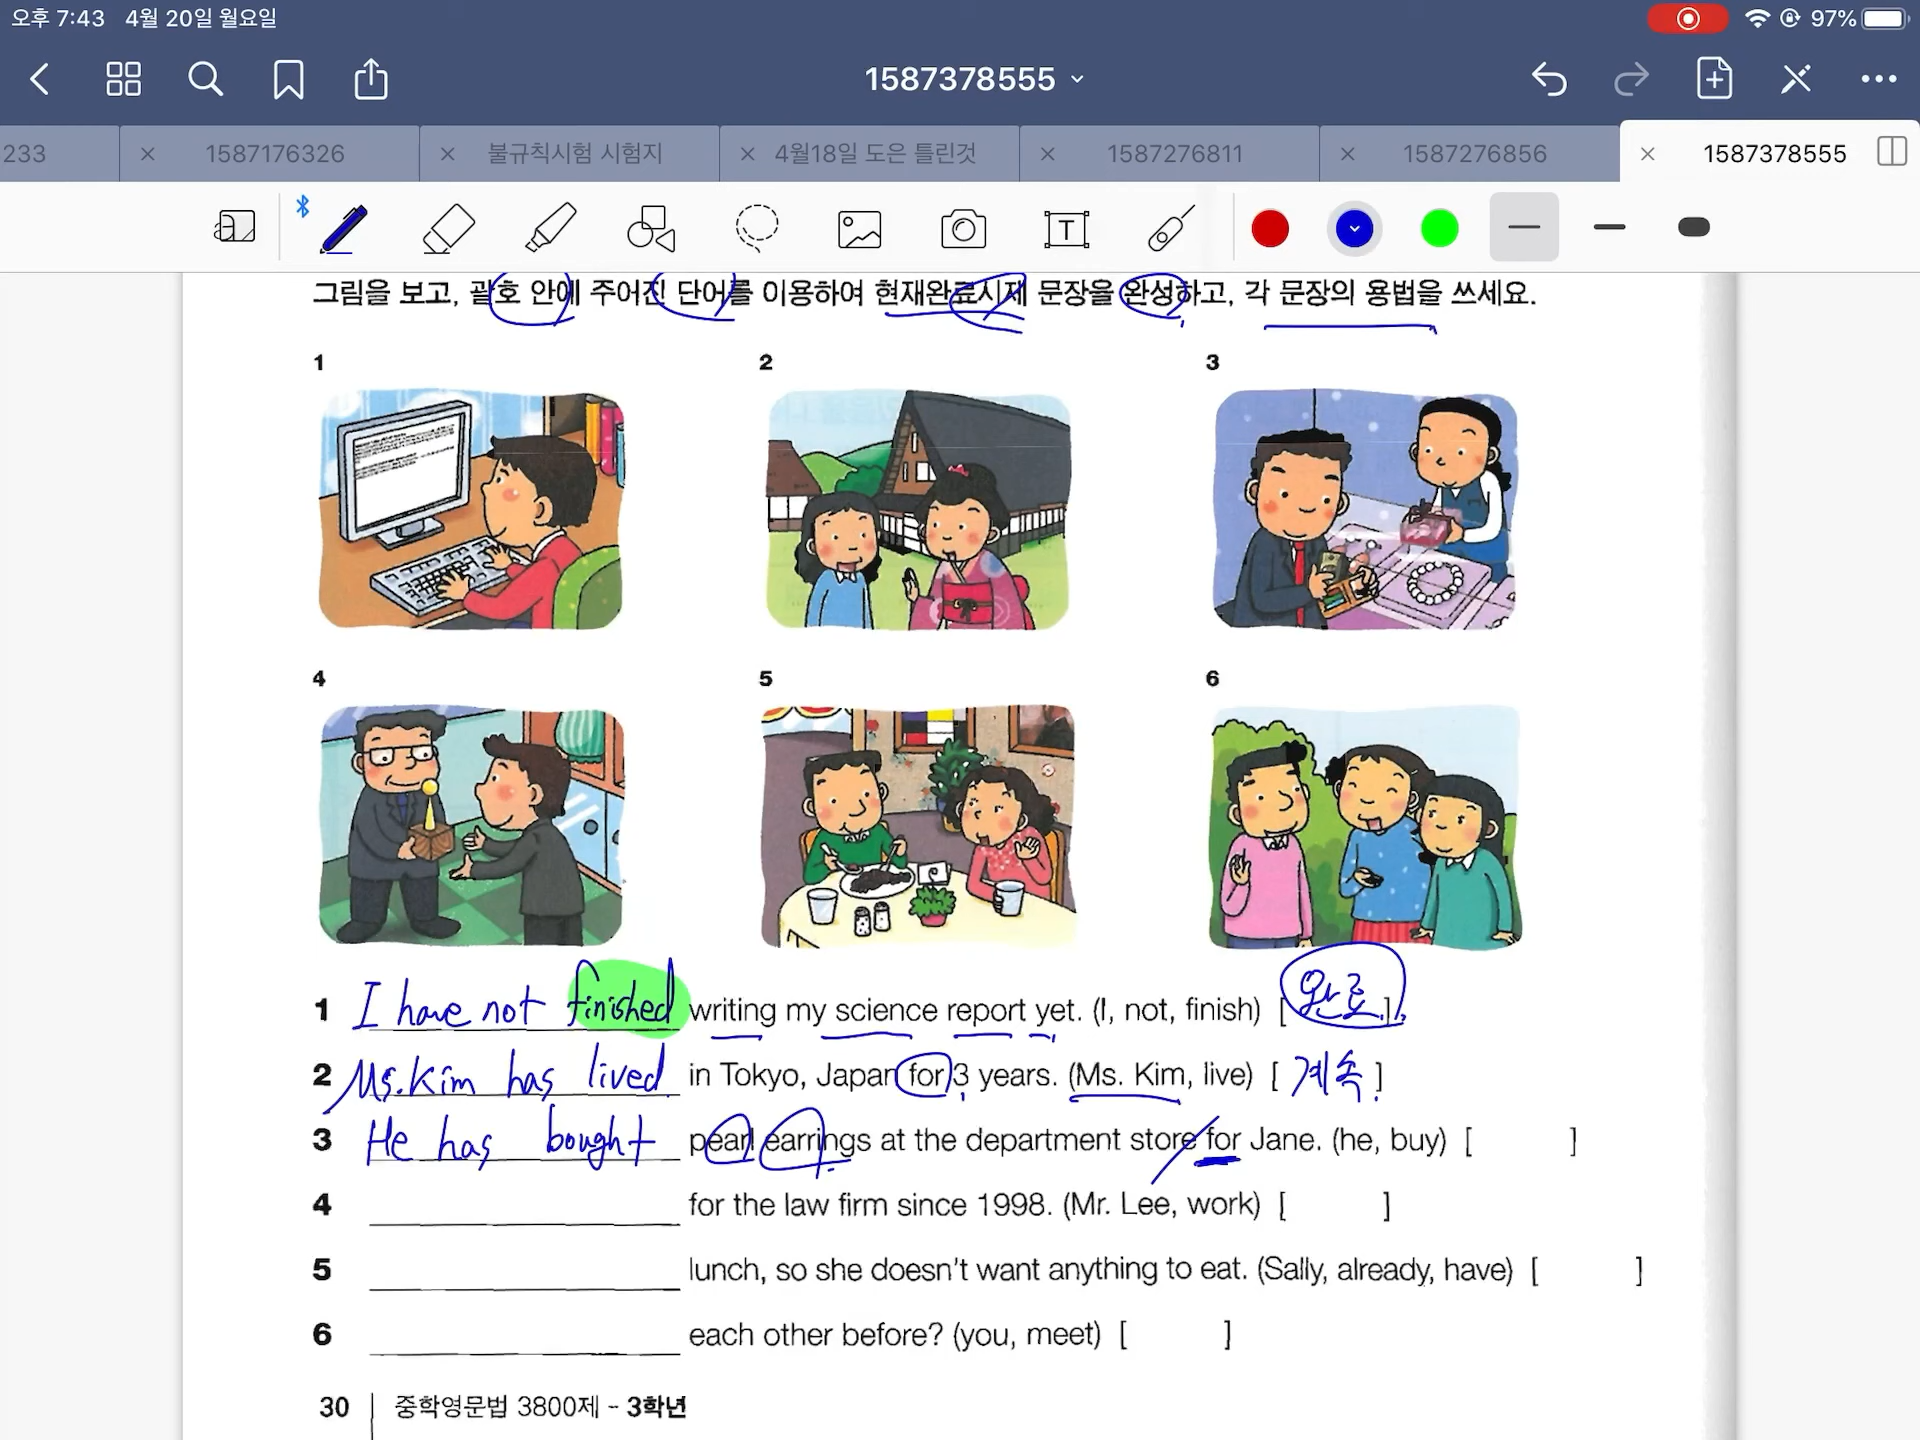 오후 7:43 4월 20일 월요일 97%
1587378555
233 1587176326 불규칙시험 시험지 4월18일 도은 틀린것 1587276811 1587276856 1587378555
T
그림을 보고, 괄호 안에 주어진 단어를 이용하여 현재완료시제 문장을 완성하고, 각 문장의 용법을 쓰세요.
1 2 3
4 5 6
1 I have not finished writing my science report yet. (I, not, finish) [ 완료 ]
2 Ms. Kim has lived in Tokyo, Japan for 3 years. (Ms. Kim, live) [ 계속 ]
3 He has bought pearl earrings at the department store for Jane. (he, buy) [ ]
4 for the law firm since 1998. (Mr. Lee, work) [ ]
5 lunch, so she doesn't want anything to eat. (Sally, already, have) [ ]
6 each other before? (you, meet) [ ]
30 중학영문법 3800제 - 3학년